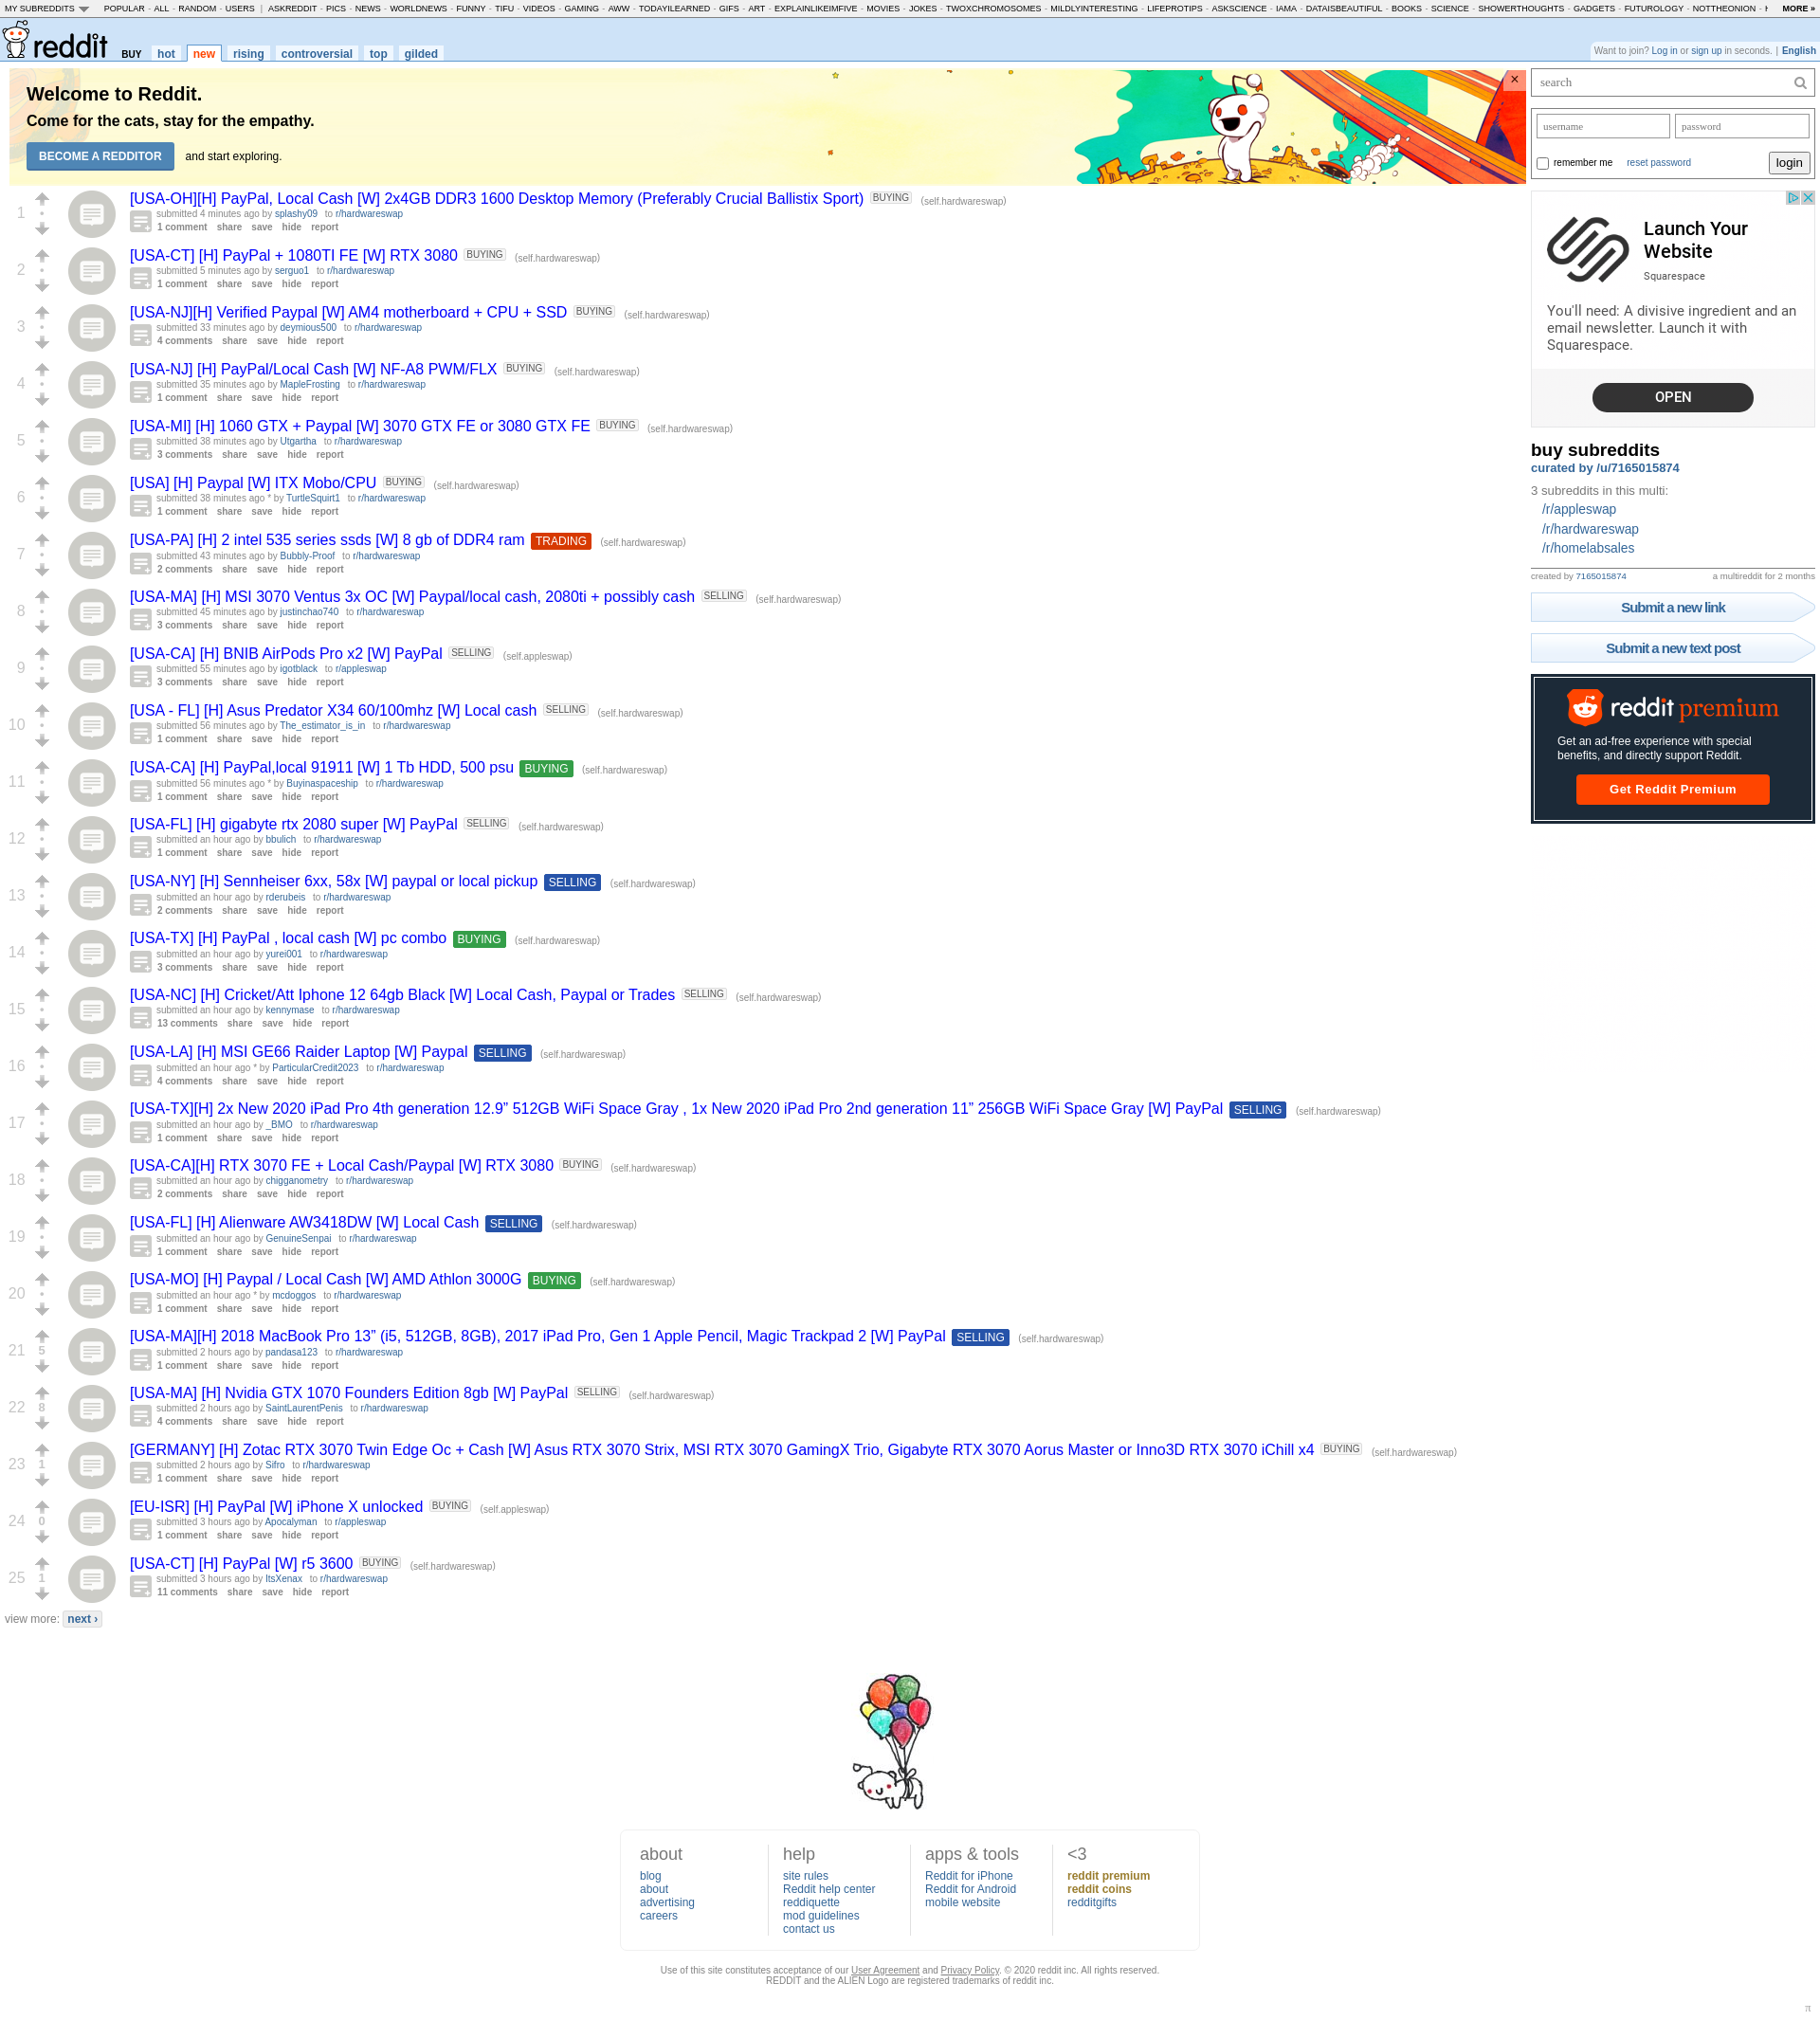 MY SUBREDDITS POPULAR - ALL - RANDOM - USERS | ASKREDDIT - PICS - NEWS - WORLDNEWS - FUNNY - TIFU - VIDEOS - GAMING - AWW - TODAYILEARNED - GIFS - ART - EXPLAINLIKEIMFIVE - MOVIES - JOKES - TWOXCHROMOSOMES - MILDLYINTERESTING - LIFEPROTIPS - ASKSCIENCE - IAMA - DATAISBEAUTIFUL - BOOKS - SCIENCE - SHOWERTHOUGHTS - GADGETS - FUTUROLOGY - NOTTHEONION - MORE »
reddit BUY hot new rising controversial top gilded
Want to join? Log in or sign up in seconds. | English
Welcome to Reddit.
Come for the cats, stay for the empathy.
BECOME A REDDITOR and start exploring.
×
1
[USA-OH][H] PayPal, Local Cash [W] 2x4GB DDR3 1600 Desktop Memory (Preferably Crucial Ballistix Sport) BUYING (self.hardwareswap)
submitted 4 minutes ago by splashy09 to r/hardwareswap
1 comment share save hide report
2
[USA-CT] [H] PayPal + 1080TI FE [W] RTX 3080 BUYING (self.hardwareswap)
submitted 5 minutes ago by serguo1 to r/hardwareswap
1 comment share save hide report
3
[USA-NJ][H] Verified Paypal [W] AM4 motherboard + CPU + SSD BUYING (self.hardwareswap)
submitted 33 minutes ago by deymious500 to r/hardwareswap
4 comments share save hide report
4
[USA-NJ] [H] PayPal/Local Cash [W] NF-A8 PWM/FLX BUYING (self.hardwareswap)
submitted 35 minutes ago by MapleFrosting to r/hardwareswap
1 comment share save hide report
5
[USA-MI] [H] 1060 GTX + Paypal [W] 3070 GTX FE or 3080 GTX FE BUYING (self.hardwareswap)
submitted 38 minutes ago by Utgartha to r/hardwareswap
3 comments share save hide report
6
[USA] [H] Paypal [W] ITX Mobo/CPU BUYING (self.hardwareswap)
submitted 38 minutes ago * by TurtleSquirt1 to r/hardwareswap
1 comment share save hide report
7
[USA-PA] [H] 2 intel 535 series ssds [W] 8 gb of DDR4 ram TRADING (self.hardwareswap)
submitted 43 minutes ago by Bubbly-Proof to r/hardwareswap
2 comments share save hide report
8
[USA-MA] [H] MSI 3070 Ventus 3x OC [W] Paypal/local cash, 2080ti + possibly cash SELLING (self.hardwareswap)
submitted 45 minutes ago by justinchao740 to r/hardwareswap
3 comments share save hide report
9
[USA-CA] [H] BNIB AirPods Pro x2 [W] PayPal SELLING (self.appleswap)
submitted 55 minutes ago by igotblack to r/appleswap
3 comments share save hide report
10
[USA - FL] [H] Asus Predator X34 60/100mhz [W] Local cash SELLING (self.hardwareswap)
submitted 56 minutes ago by The_estimator_is_in to r/hardwareswap
1 comment share save hide report
11
[USA-CA] [H] PayPal,local 91911 [W] 1 Tb HDD, 500 psu BUYING (self.hardwareswap)
submitted 56 minutes ago * by Buyinaspaceship to r/hardwareswap
1 comment share save hide report
12
[USA-FL] [H] gigabyte rtx 2080 super [W] PayPal SELLING (self.hardwareswap)
submitted an hour ago by bbulich to r/hardwareswap
1 comment share save hide report
13
[USA-NY] [H] Sennheiser 6xx, 58x [W] paypal or local pickup SELLING (self.hardwareswap)
submitted an hour ago by rderubeis to r/hardwareswap
2 comments share save hide report
14
[USA-TX] [H] PayPal , local cash [W] pc combo BUYING (self.hardwareswap)
submitted an hour ago by yurei001 to r/hardwareswap
3 comments share save hide report
15
[USA-NC] [H] Cricket/Att Iphone 12 64gb Black [W] Local Cash, Paypal or Trades SELLING (self.hardwareswap)
submitted an hour ago by kennymase to r/hardwareswap
13 comments share save hide report
16
[USA-LA] [H] MSI GE66 Raider Laptop [W] Paypal SELLING (self.hardwareswap)
submitted an hour ago * by ParticularCredit2023 to r/hardwareswap
4 comments share save hide report
17
[USA-TX][H] 2x New 2020 iPad Pro 4th generation 12.9” 512GB WiFi Space Gray , 1x New 2020 iPad Pro 2nd generation 11” 256GB WiFi Space Gray [W] PayPal SELLING (self.hardwareswap)
submitted an hour ago by _BMO to r/hardwareswap
1 comment share save hide report
18
[USA-CA][H] RTX 3070 FE + Local Cash/Paypal [W] RTX 3080 BUYING (self.hardwareswap)
submitted an hour ago by chigganometry to r/hardwareswap
2 comments share save hide report
19
[USA-FL] [H] Alienware AW3418DW [W] Local Cash SELLING (self.hardwareswap)
submitted an hour ago by GenuineSenpai to r/hardwareswap
1 comment share save hide report
20
[USA-MO] [H] Paypal / Local Cash [W] AMD Athlon 3000G BUYING (self.hardwareswap)
submitted an hour ago * by mcdoggos to r/hardwareswap
1 comment share save hide report
21 5
[USA-MA][H] 2018 MacBook Pro 13” (i5, 512GB, 8GB), 2017 iPad Pro, Gen 1 Apple Pencil, Magic Trackpad 2 [W] PayPal SELLING (self.hardwareswap)
submitted 2 hours ago by pandasa123 to r/hardwareswap
1 comment share save hide report
22 8
[USA-MA] [H] Nvidia GTX 1070 Founders Edition 8gb [W] PayPal SELLING (self.hardwareswap)
submitted 2 hours ago by SaintLaurentPenis to r/hardwareswap
4 comments share save hide report
23 1
[GERMANY] [H] Zotac RTX 3070 Twin Edge Oc + Cash [W] Asus RTX 3070 Strix, MSI RTX 3070 GamingX Trio, Gigabyte RTX 3070 Aorus Master or Inno3D RTX 3070 iChill x4 BUYING (self.hardwareswap)
submitted 2 hours ago by Sifro to r/hardwareswap
1 comment share save hide report
24 0
[EU-ISR] [H] PayPal [W] iPhone X unlocked BUYING (self.appleswap)
submitted 3 hours ago by Apocalyman to r/appleswap
1 comment share save hide report
25 1
[USA-CT] [H] PayPal [W] r5 3600 BUYING (self.hardwareswap)
submitted 3 hours ago by ItsXenax to r/hardwareswap
11 comments share save hide report
view more: next ›
search
username password
remember me reset password login
Launch Your
Website
Squarespace
You'll need: A divisive ingredient and an
email newsletter. Launch it with
Squarespace.
OPEN
buy subreddits
curated by /u/7165015874
3 subreddits in this multi:
/r/appleswap
/r/hardwareswap
/r/homelabsales
created by 7165015874 a multireddit for 2 months
Submit a new link
Submit a new text post
reddit premium
Get an ad-free experience with special
benefits, and directly support Reddit.
Get Reddit Premium
about
blog
about
advertising
careers
help
site rules
Reddit help center
reddiquette
mod guidelines
contact us
apps & tools
Reddit for iPhone
Reddit for Android
mobile website
<3
reddit premium
reddit coins
redditgifts
Use of this site constitutes acceptance of our User Agreement and Privacy Policy. © 2020 reddit inc. All rights reserved.
REDDIT and the ALIEN Logo are registered trademarks of reddit inc.
π